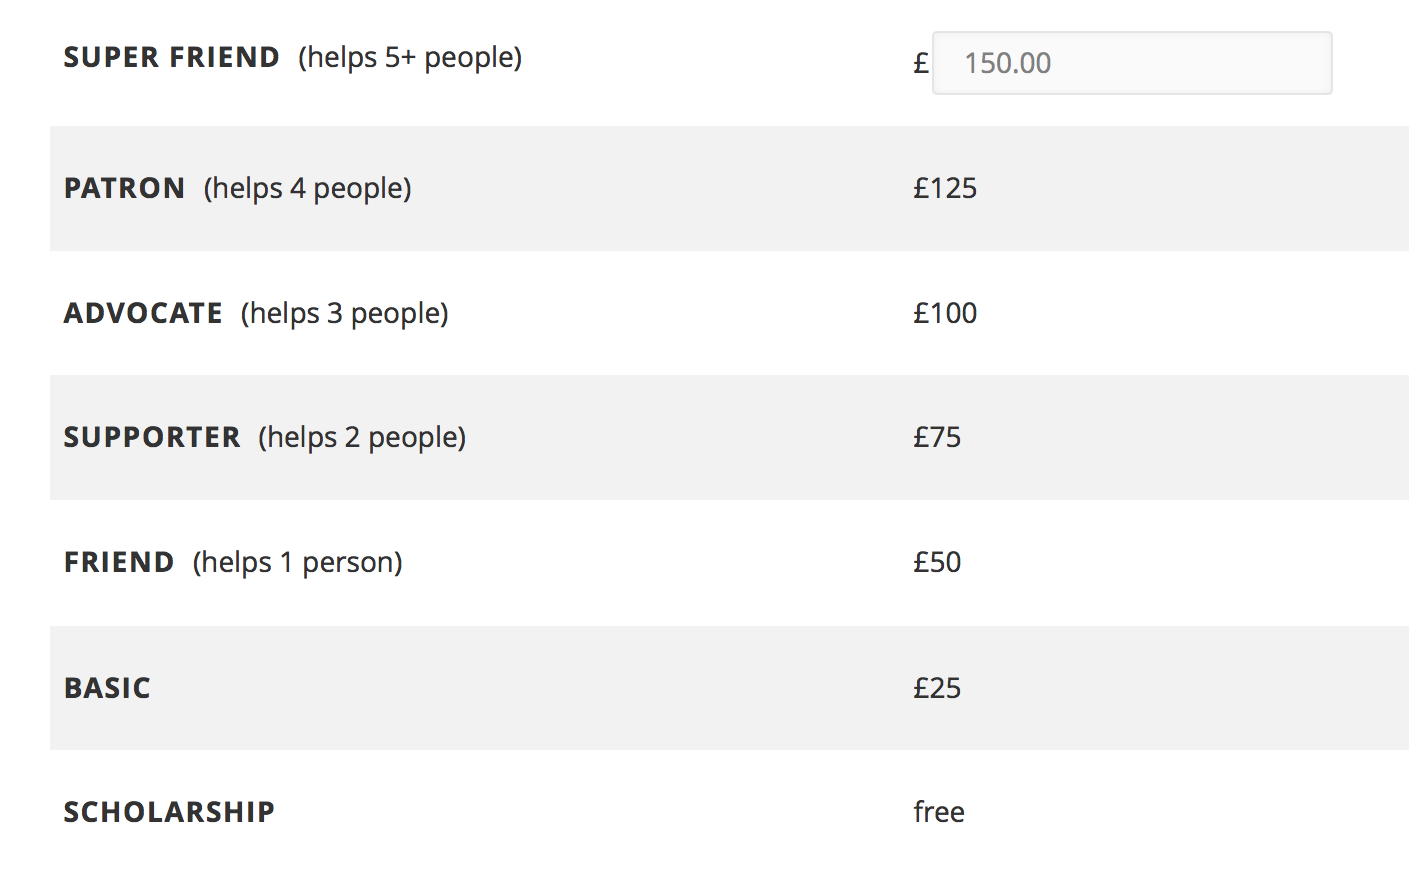 SUPER FRIEND (helps 5+ people) £ 150.00
PATRON (helps 4 people) £125
ADVOCATE (helps 3 people) £100
SUPPORTER (helps 2 people) £75
FRIEND (helps 1 person) £50
BASIC £25
SCHOLARSHIP free